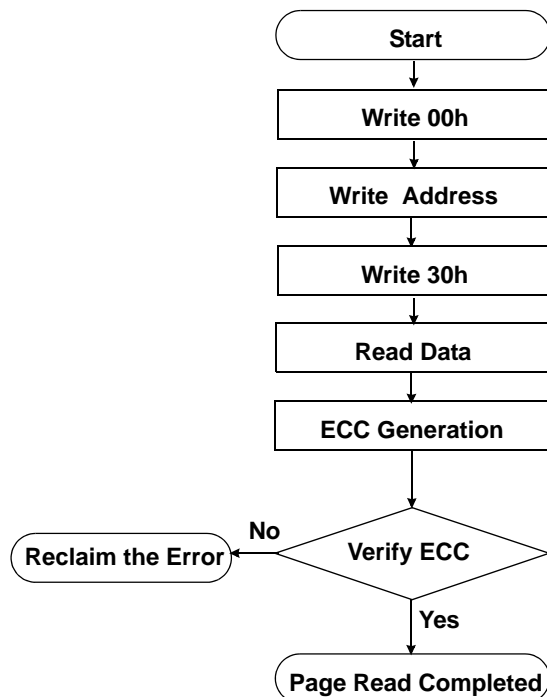 Start
Write 00h
Write Address
Write 30h
Read Data
ECC Generation
No
Reclaim the Error
Verify ECC
Yes
Page Read Completed